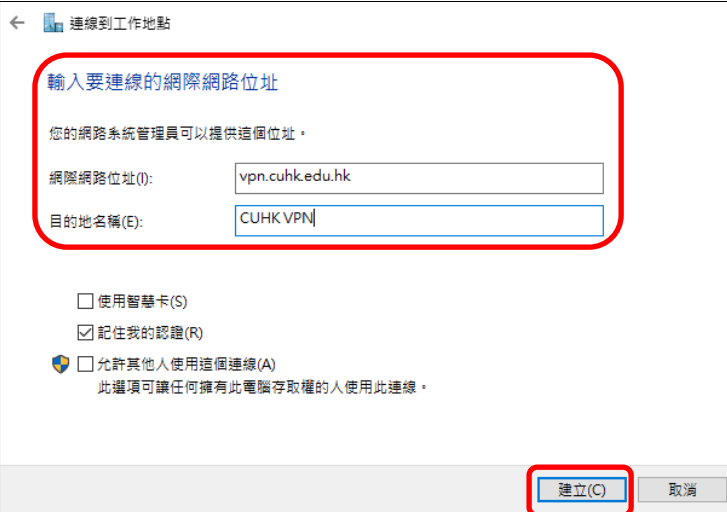 連線到工作地點
輸入要連線的網際網路位址
您的網路系統管理員可以提供這個位址。
網際網路位址(I): vpn.cuhk.edu.hk
目的地名稱(E): CUHK VPN
使用智慧卡(S)
記住我的認證(R)
允許其他人使用這個連線(A)
此選項可讓任何擁有此電腦存取權的人使用此連線。
建立(C) 取消